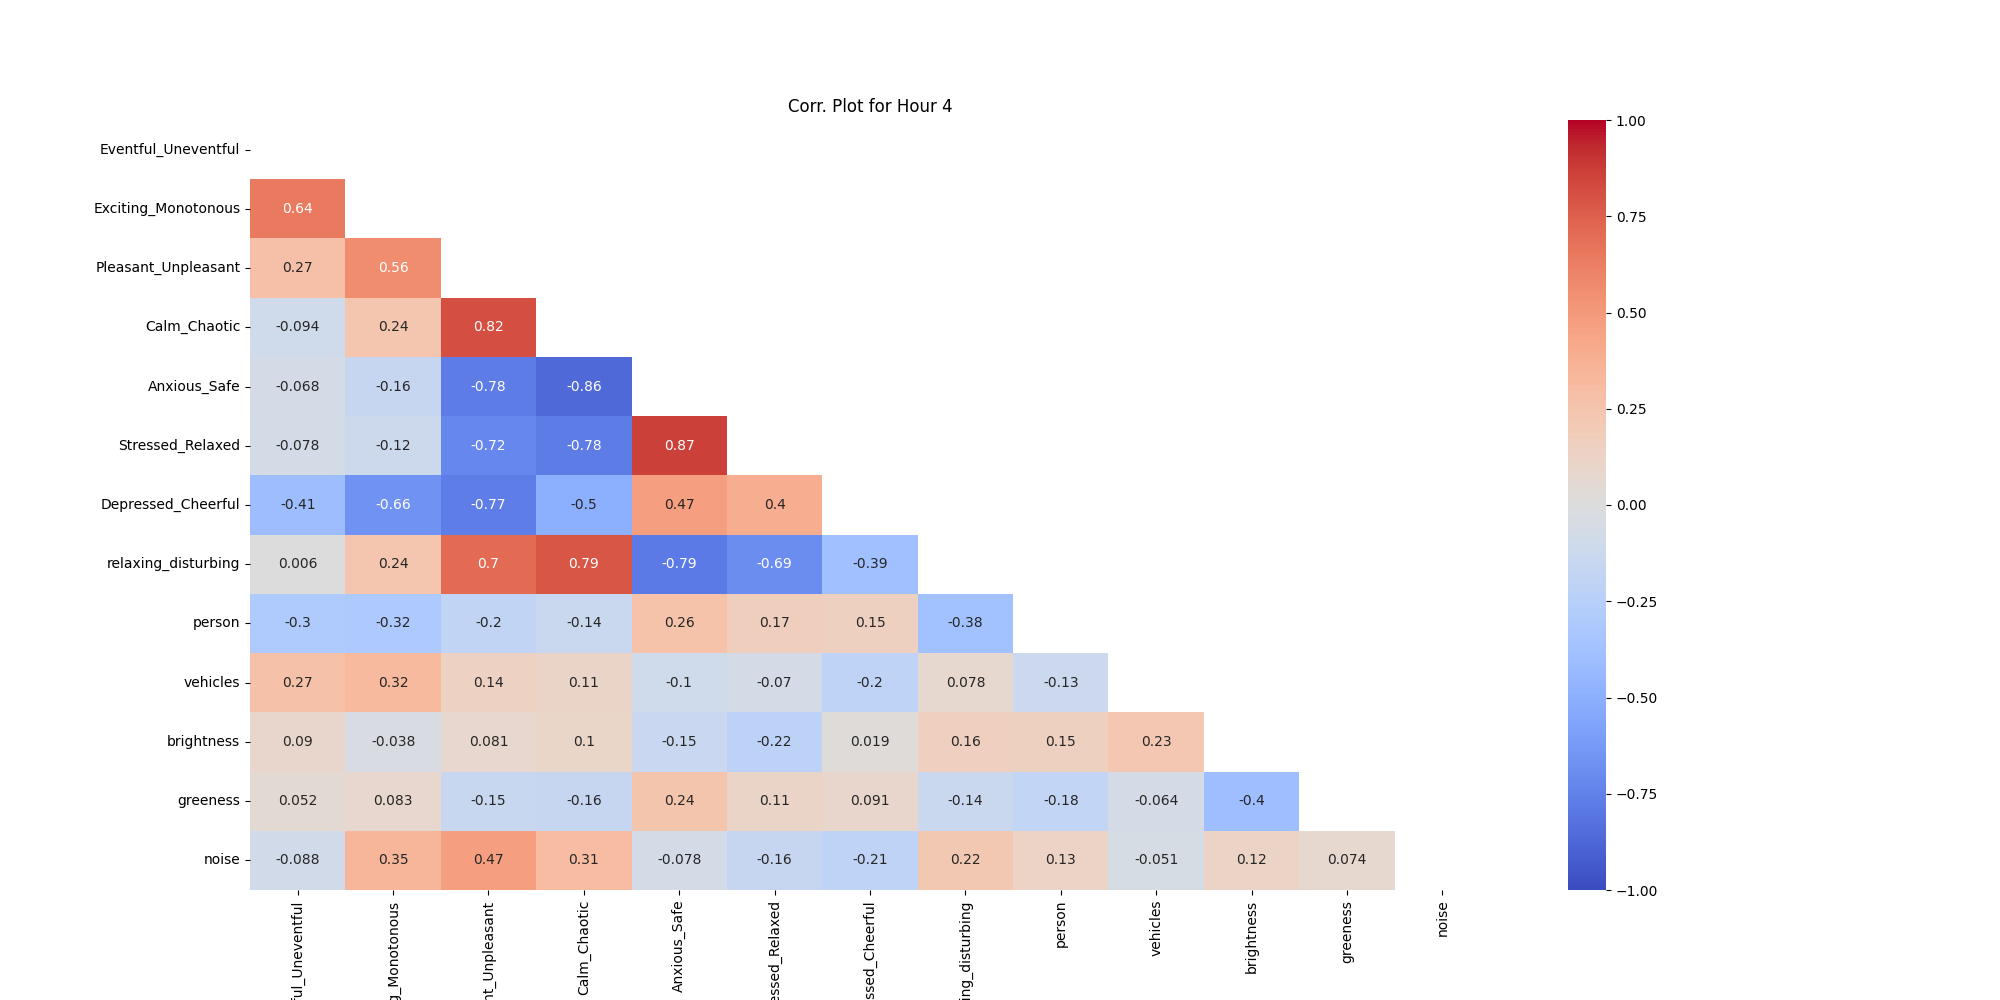 Corr. Plot for Hour 4
Eventful_Uneventful
Exciting_Monotonous 0.64
Pleasant_Unpleasant 0.27 0.56
Calm_Chaotic -0.094 0.24 0.82
Anxious_Safe -0.068 -0.16 -0.78 -0.86
Stressed_Relaxed -0.078 -0.12 -0.72 -0.78 0.87
Depressed_Cheerful -0.41 -0.66 -0.77 -0.5 0.47 0.4
relaxing_disturbing 0.006 0.24 0.7 0.79 -0.79 -0.69 -0.39
person -0.3 -0.32 -0.2 -0.14 0.26 0.17 0.15 -0.38
vehicles 0.27 0.32 0.14 0.11 -0.1 -0.07 -0.2 0.078 -0.13
brightness 0.09 -0.038 0.081 0.1 -0.15 -0.22 0.019 0.16 0.15 0.23
greeness 0.052 0.083 -0.15 -0.16 0.24 0.11 0.091 -0.14 -0.18 -0.064 -0.4
noise -0.088 0.35 0.47 0.31 -0.078 -0.16 -0.21 0.22 0.13 -0.051 0.12 0.074
ful_Uneventful
g_Monotonous
nt_Unpleasant
Calm_Chaotic
Anxious_Safe
essed_Relaxed
ssed_Cheerful
ing_disturbing
person
vehicles
brightness
greeness
noise
1.00
0.75
0.50
0.25
0.00
−0.25
−0.50
−0.75
−1.00